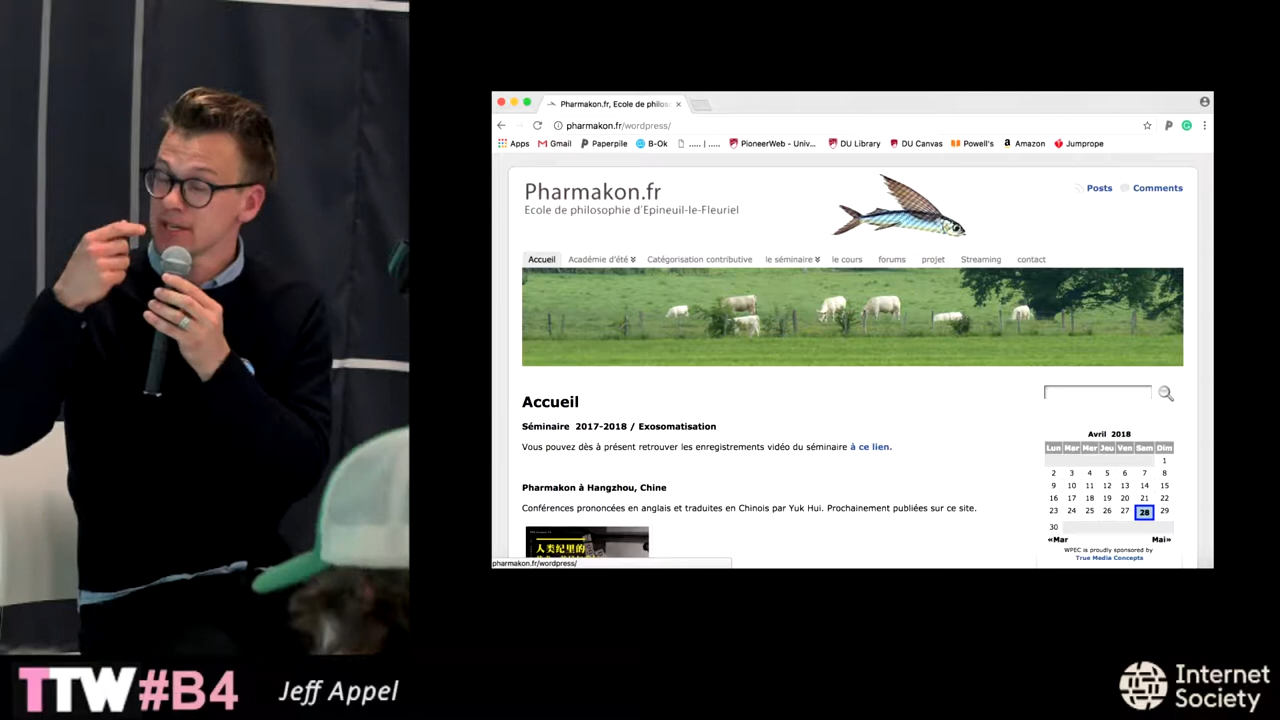 Pharmakon.fr, Ecole de philos
pharmakon.fr/wordpress/
Apps Gmail Paperpile B-Ok ..... | ..... PioneerWeb - Univ... DU Library DU Canvas Powell's Amazon Jumprope
Pharmakon.fr
Ecole de philosophie d'Epineuil-le-Fleuriel
Posts Comments
Accueil Académie d'été Catégorisation contributive le séminaire le cours forums projet Streaming contact
Accueil
Séminaire 2017-2018 / Exosomatisation
Vous pouvez dès à présent retrouver les enregistrements vidéo du séminaire à ce lien.
Pharmakon à Hangzhou, Chine
Conférences prononcées en anglais et traduites en Chinois par Yuk Hui. Prochainement publiées sur ce site.
人类纪里的
pharmakon.fr/wordpress/
Avril 2018
Lun Mar Mer Jeu Ven Sam Dim
1
2 3 4 5 6 7 8
9 10 11 12 13 14 15
16 17 18 19 20 21 22
23 24 25 26 27 28 29
30
«Mar Mai»
WPEC is proudly sponsored by
True Media Concepts
TTW#B4 Jeff Appel
Internet
Society